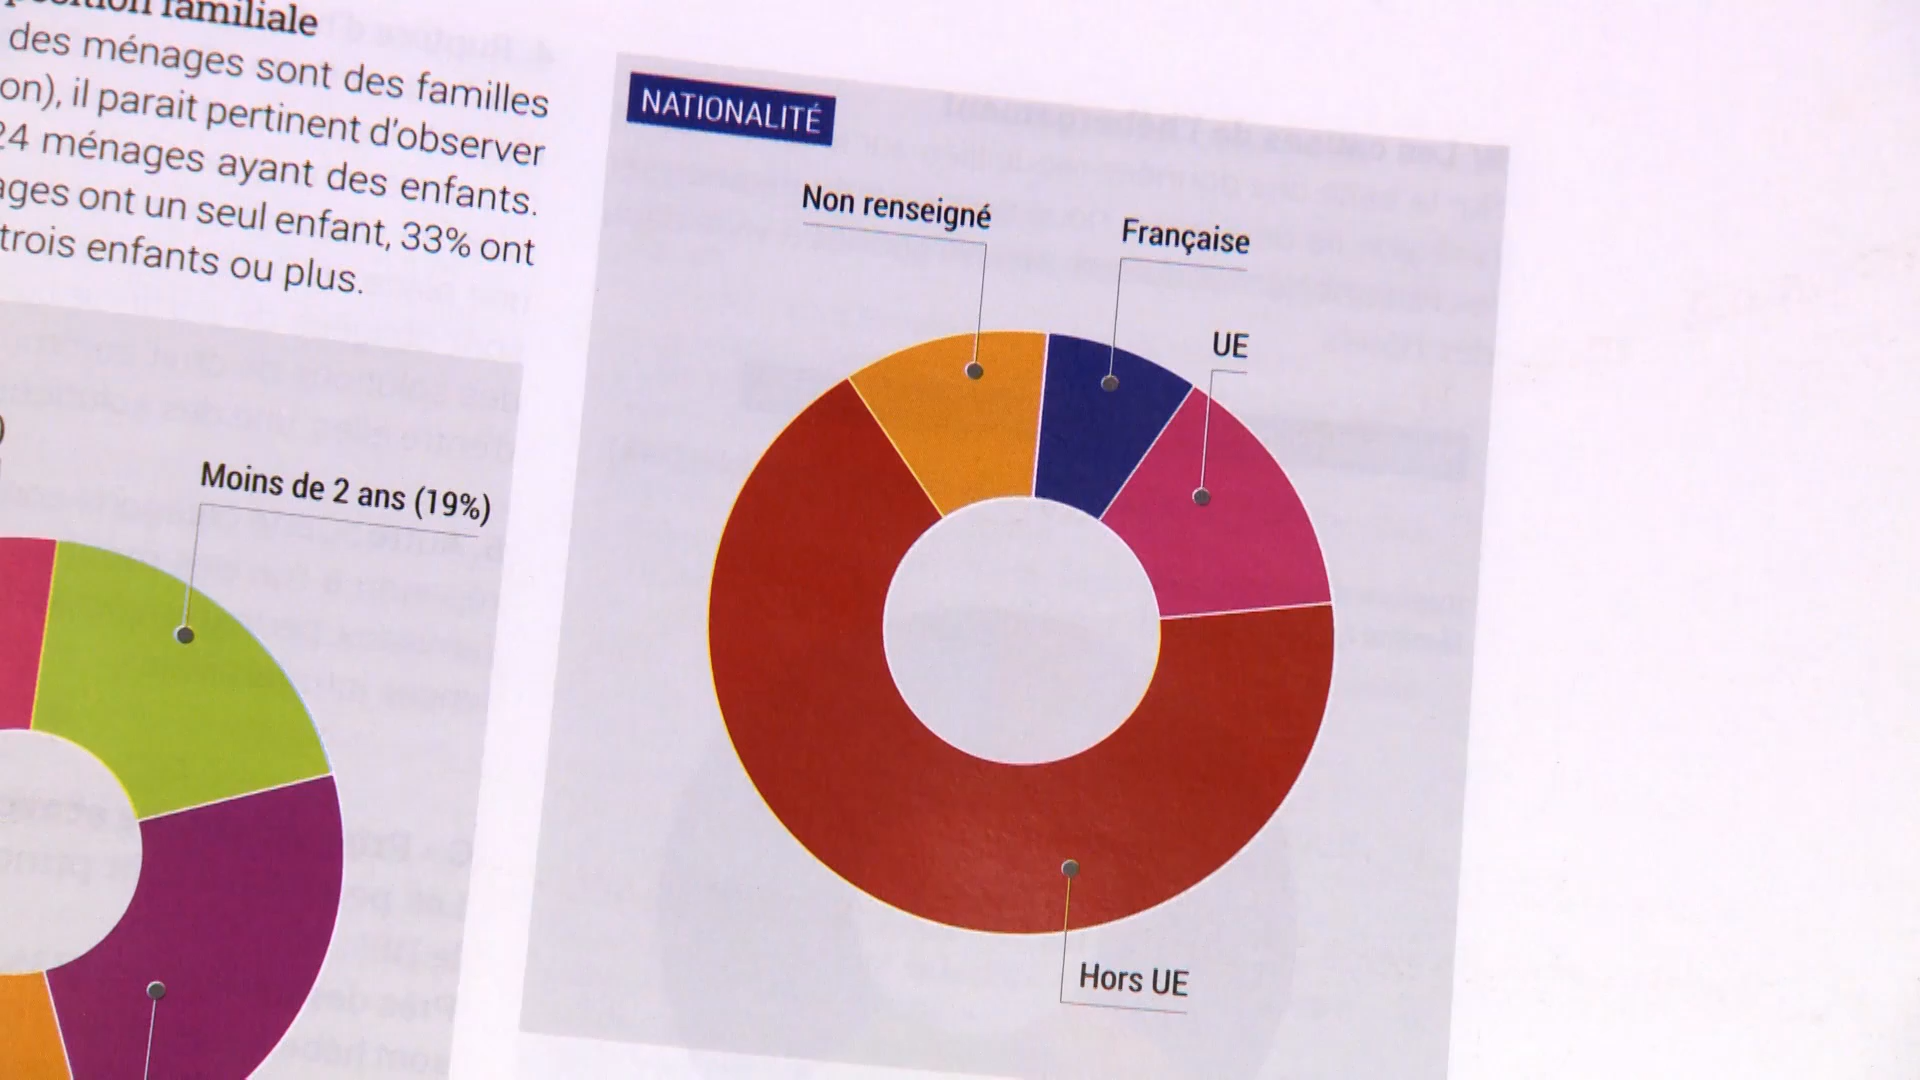 familiale
des ménages sont des familles
on), il parait pertinent d'observer
24 ménages ayant des enfants.
ages ont un seul enfant, 33% ont
trois enfants ou plus.
)
Moins de 2 ans (19%)
NATIONALITÉ
Non renseigné
Française
UE
Hors UE